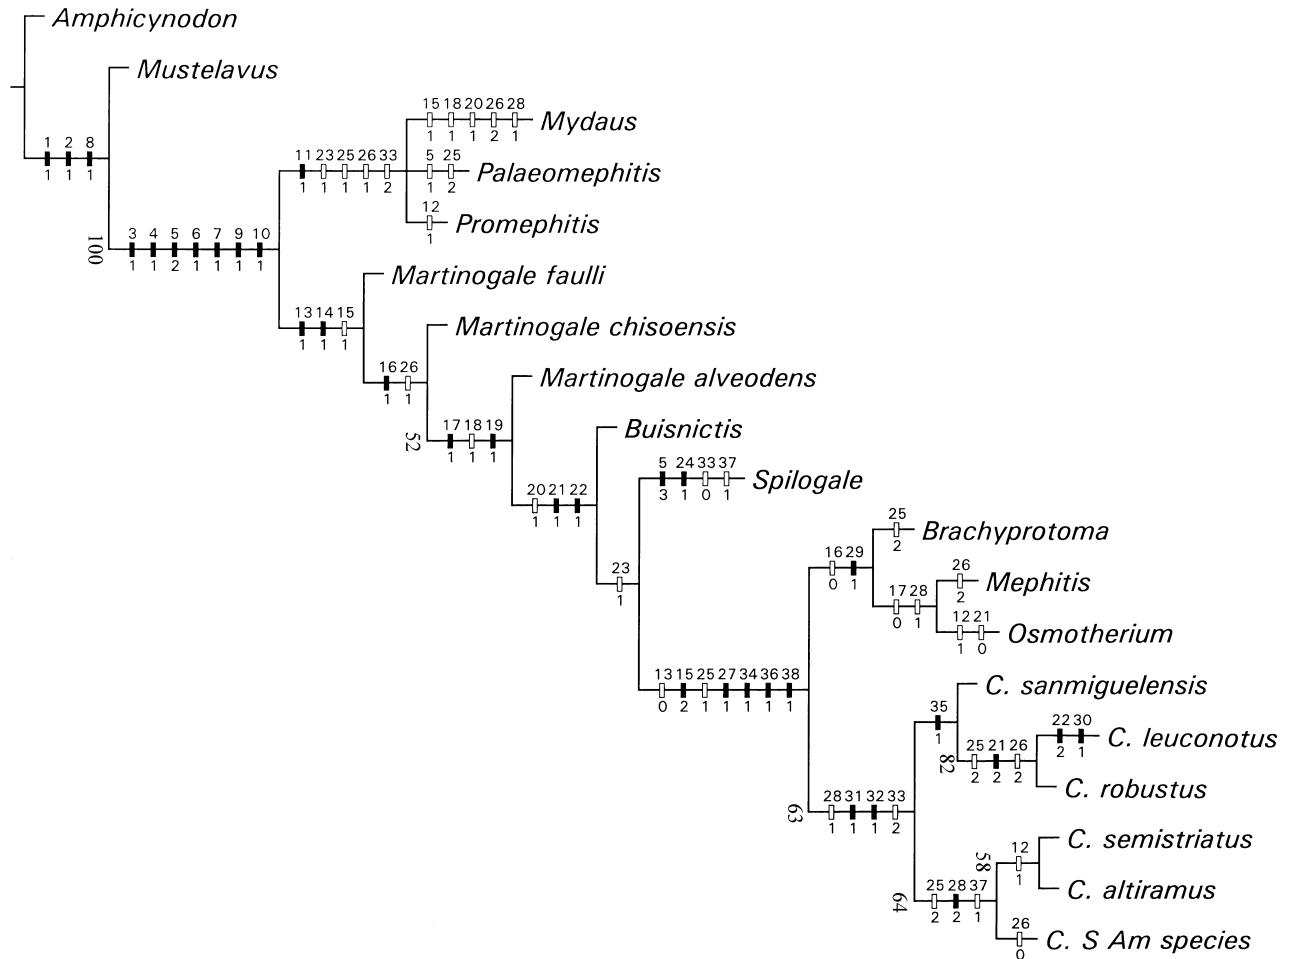 Amphicynodon
Mustelavus
1 2 8
1 1 1
15 18 20 26 28
Mydaus
1 1 1 2 1
11 23 25 26 33
1 1 1 1 2
5 25
Palaeomephitis
1 2
12
Promephitis
1
100
3 4 5 6 7 9 10
1 1 2 1 1 1 1
Martinogale faulli
13 14 15
1 1 1
Martinogale chisoensis
16 26
1 1
Martinogale alveodens
52
17 18 19
1 1 1
Buisnictis
20 21 22
1 1 1
5 24 33 37
Spilogale
3 1 0 1
23
1
25
Brachyprotoma
2
16 29
0 1
26
Mephitis
2
17 28
0 1
12 21
Osmotherium
1 0
13 15 25 27 34 36 38
0 2 1 1 1 1 1
C. sanmiguelensis
35
1
22 30
C. leuconotus
2 1
82
25 21 26
2 2 2
C. robustus
63
28 31 32 33
1 1 1 2
C. semistriatus
58
12
1
C. altiramus
64
25 28 37
2 2 1
26
C. S Am species
0